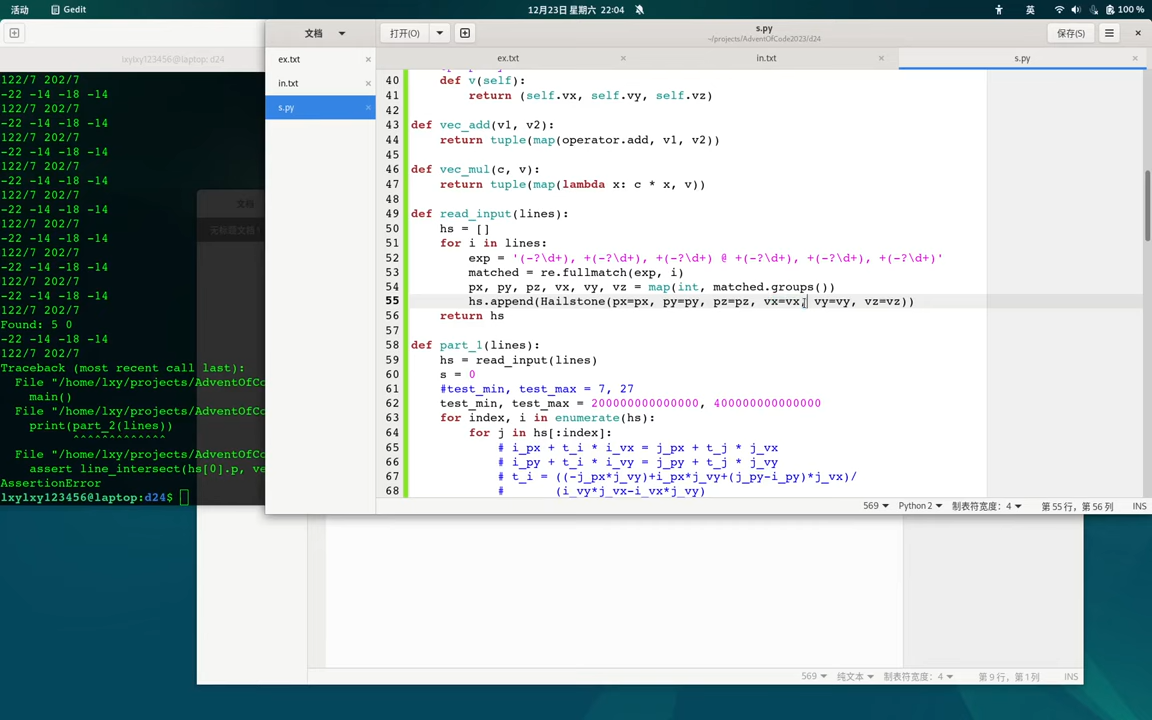 活动 Gedit 12月23日 星期六 22:04 英 100 %
lxylxy123456@laptop:d24
122/7 202/7
-22 -14 -18 -14
122/7 202/7
-22 -14 -18 -14
122/7 202/7
-22 -14 -18 -14
122/7 202/7
-22 -14 -18 -14
122/7 202/7
-22 -14 -18 -14
122/7 202/7
-22 -14 -18 -14
122/7 202/7
-22 -14 -18 -14
122/7 202/7
-22 -14 -18 -14
122/7 202/7
Found: 5 0
-22 -14 -18 -14
122/7 202/7
Traceback (most recent call last):
File "/home/lxy/projects/AdventOfCo
main()
File "/home/lxy/projects/AdventOfCo
print(part_2(lines))
^^^^^^^^^^^^^
File "/home/lxy/projects/AdventOfCo
assert line_intersect(hs[0].p, ve
AssertionError
lxylxy123456@laptop:d24$
文档
文档 打开(O) s.py 保存(S)
~/projects/AdventOfCode2023/d24
ex.txt
in.txt
s.py
ex.txt in.txt s.py
40 def v(self):
41 return (self.vx, self.vy, self.vz)
42
43 def vec_add(v1, v2):
44 return tuple(map(operator.add, v1, v2))
45
46 def vec_mul(c, v):
47 return tuple(map(lambda x: c * x, v))
48
49 def read_input(lines):
50 hs = []
51 for i in lines:
52 exp = '(-?\d+), +(-?\d+), +(-?\d+) @ +(-?\d+), +(-?\d+), +(-?\d+)'
53 matched = re.fullmatch(exp, i)
54 px, py, pz, vx, vy, vz = map(int, matched.groups())
55 hs.append(Hailstone(px=px, py=py, pz=pz, vx=vx, vy=vy, vz=vz))
56 return hs
57
58 def part_1(lines):
59 hs = read_input(lines)
60 s = 0
61 #test_min, test_max = 7, 27
62 test_min, test_max = 200000000000000, 400000000000000
63 for index, i in enumerate(hs):
64 for j in hs[:index]:
65 # i_px + t_i * i_vx = j_px + t_j * j_vx
66 # i_py + t_i * i_vy = j_py + t_j * j_vy
67 # t_i = ((-j_px*j_vy)+i_px*j_vy+(j_py-i_py)*j_vx)/
68 # (i_vy*j_vx-i_vx*j_vy)
569 Python 2 制表符宽度：4 第 55 行，第 56 列 INS
569 纯文本 制表符宽度：4 第 9 行，第 1 列 INS